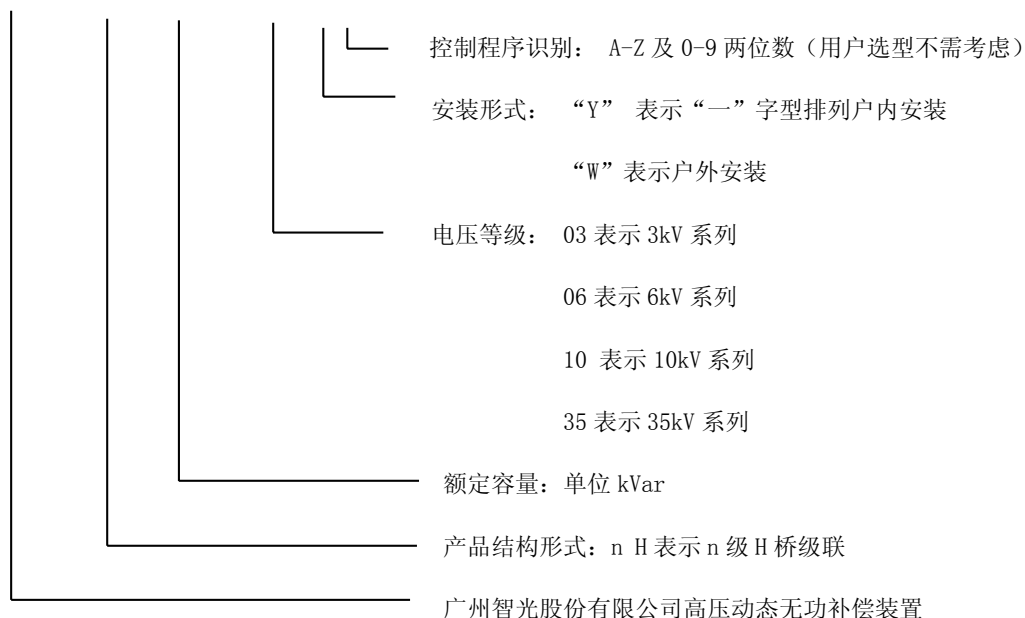 控制程序识别： A-Z 及 0-9 两位数（用户选型不需考虑）
安装形式： “Y” 表示“一”字型排列户内安装
“W”表示户外安装
电压等级： 03 表示 3kV 系列
06 表示 6kV 系列
10 表示 10kV 系列
35 表示 35kV 系列
额定容量：单位 kVar
产品结构形式：n H 表示 n 级 H 桥级联
广州智光股份有限公司高压动态无功补偿装置